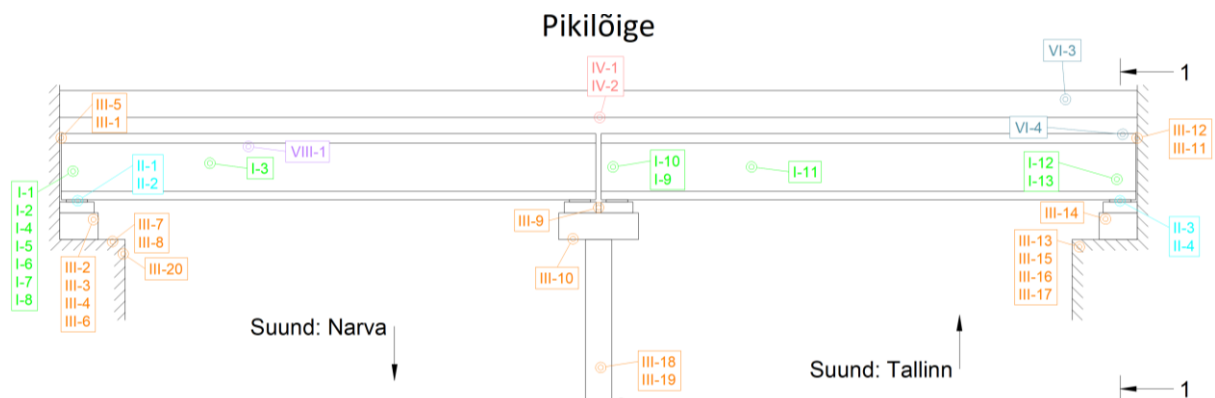 Pikilõige
IV-1
IV-2
VI-3
1
III-5
III-1
VIII-1
I-3
II-1
II-2
I-10
I-9
I-11
VI-4
III-12
III-11
I-12
I-13
I-1
I-2
I-4
I-5
I-6
I-7
I-8
III-7
III-8
III-20
III-2
III-3
III-4
III-6
III-9
III-10
III-14
II-3
II-4
III-13
III-15
III-16
III-17
Suund: Narva
III-18
III-19
Suund: Tallinn
1